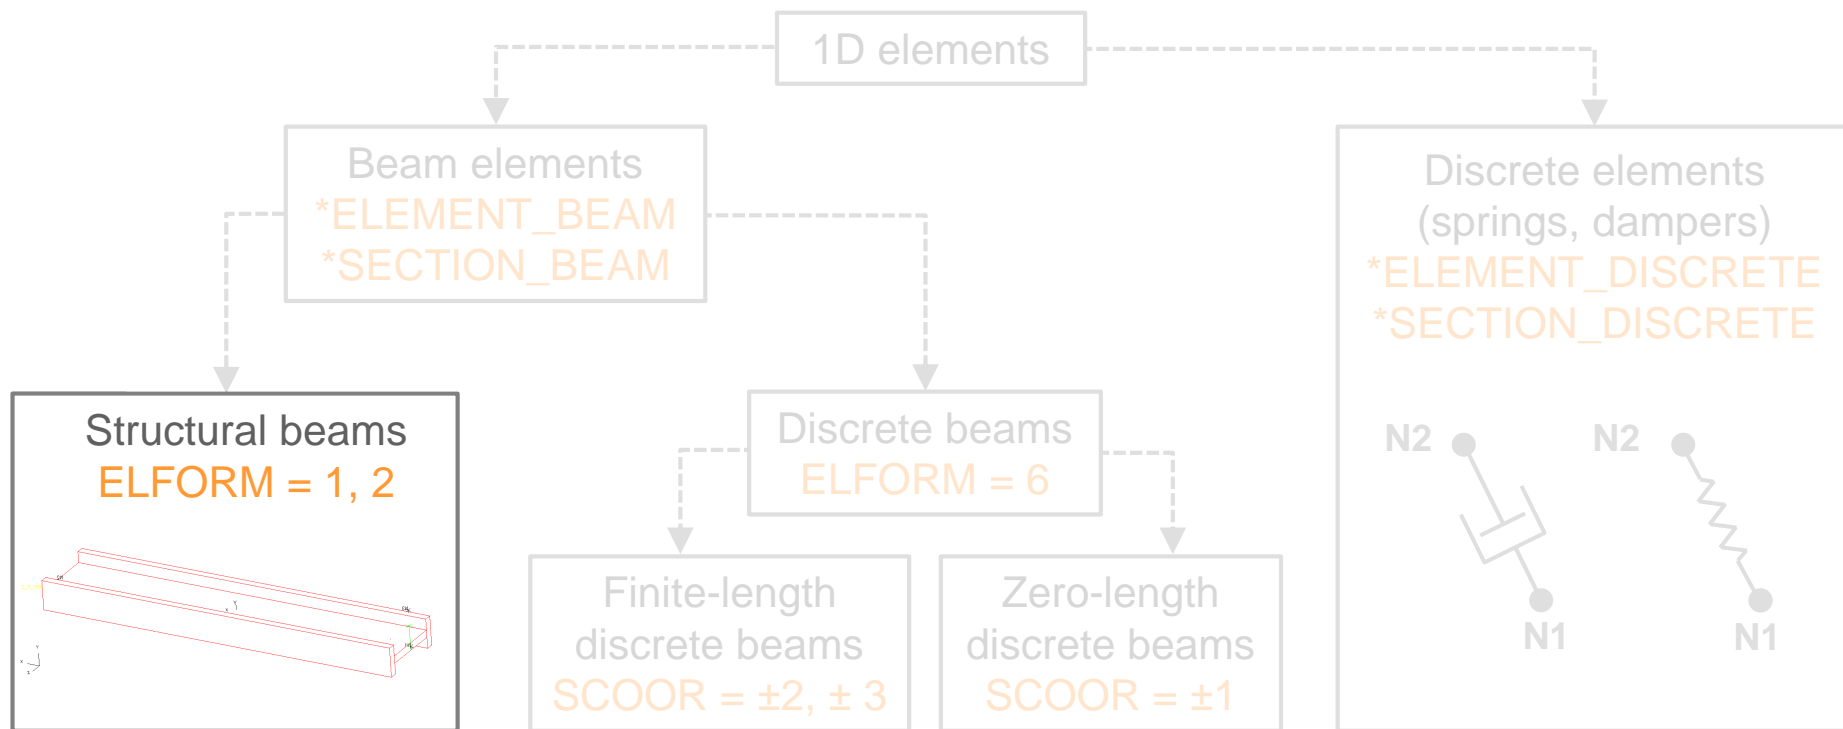 1D elements
Beam elements
*ELEMENT_BEAM
*SECTION_BEAM
Discrete elements
(springs, dampers)
*ELEMENT_DISCRETE
*SECTION_DISCRETE
Structural beams
ELFORM = 1, 2
Discrete beams
ELFORM = 6
Finite-length
discrete beams
SCOOR = ±2, ± 3
Zero-length
discrete beams
SCOOR = ±1
N2
N1
N2
N1